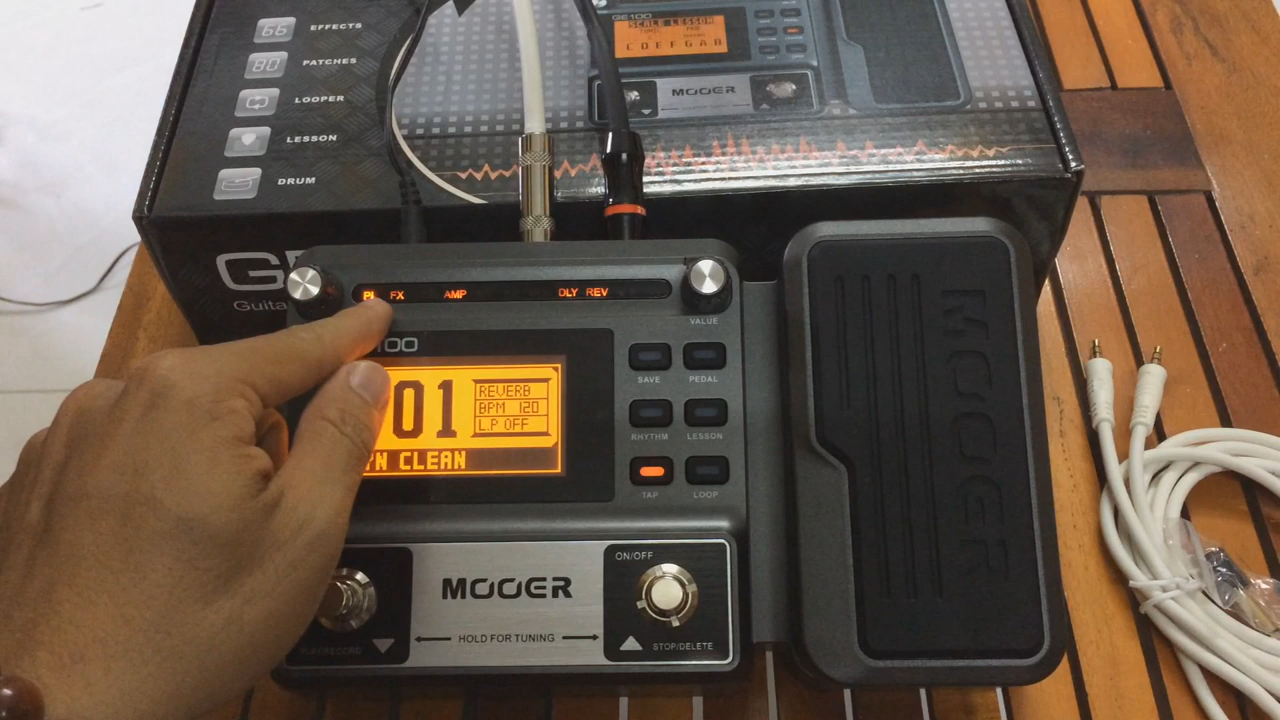 66 EFFECTS
80 PATCHES
LOOPER
LESSON
DRUM
GE100
SCALE LESSON
C D E F G A B
MOOER
GE
Guita
FX AMP DLY REV
VALUE
100
01
REVERB
BPM 120
L.P OFF
CLEAN
SAVE PEDAL
RHYTHM LESSON
TAP LOOP
MOOER
HOLD FOR TUNING
ON/OFF
STOP/DELETE
MOOER